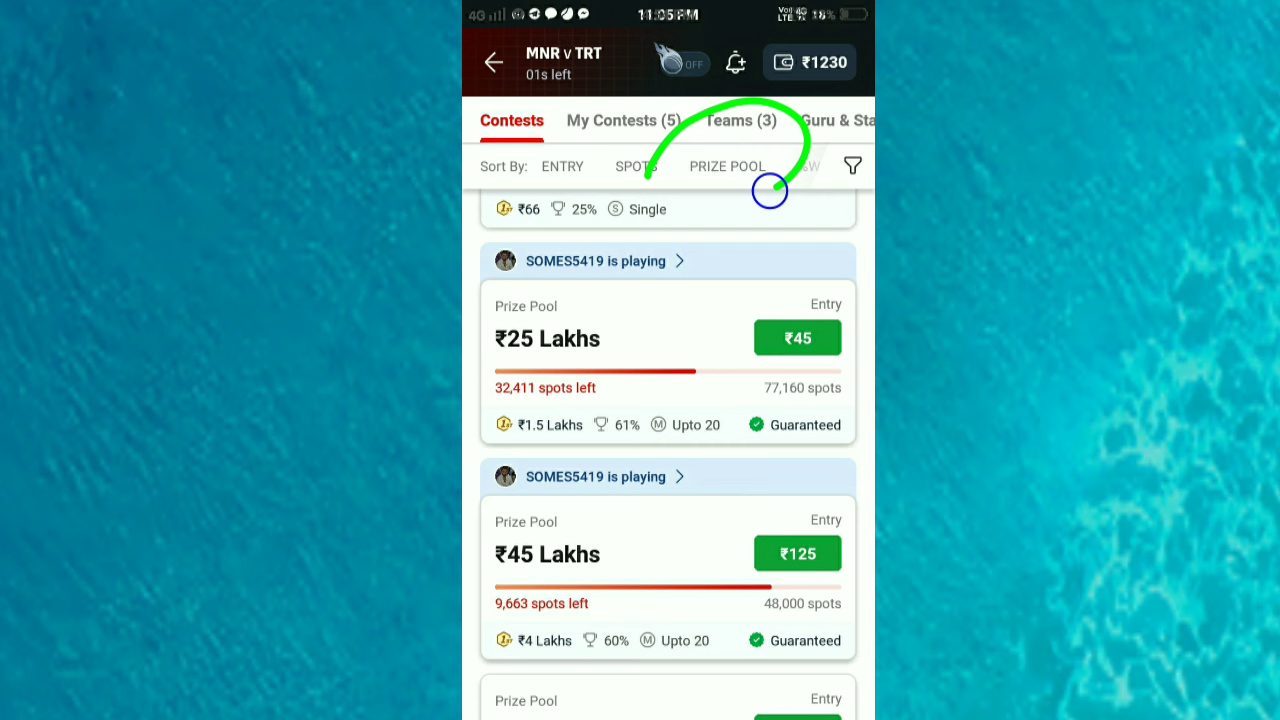 4G 11:05 PM
MNR v TRT
01s left
OFF
₹1230
Contests My Contests (5) Teams (3) Guru & Sta
Sort By: ENTRY SPOTS PRIZE POOL %W
₹66 25% S Single
SOMES5419 is playing
Prize Pool Entry
₹25 Lakhs ₹45
32,411 spots left 77,160 spots
₹1.5 Lakhs 61% M Upto 20 Guaranteed
SOMES5419 is playing
Prize Pool Entry
₹45 Lakhs ₹125
9,663 spots left 48,000 spots
₹4 Lakhs 60% M Upto 20 Guaranteed
Prize Pool Entry